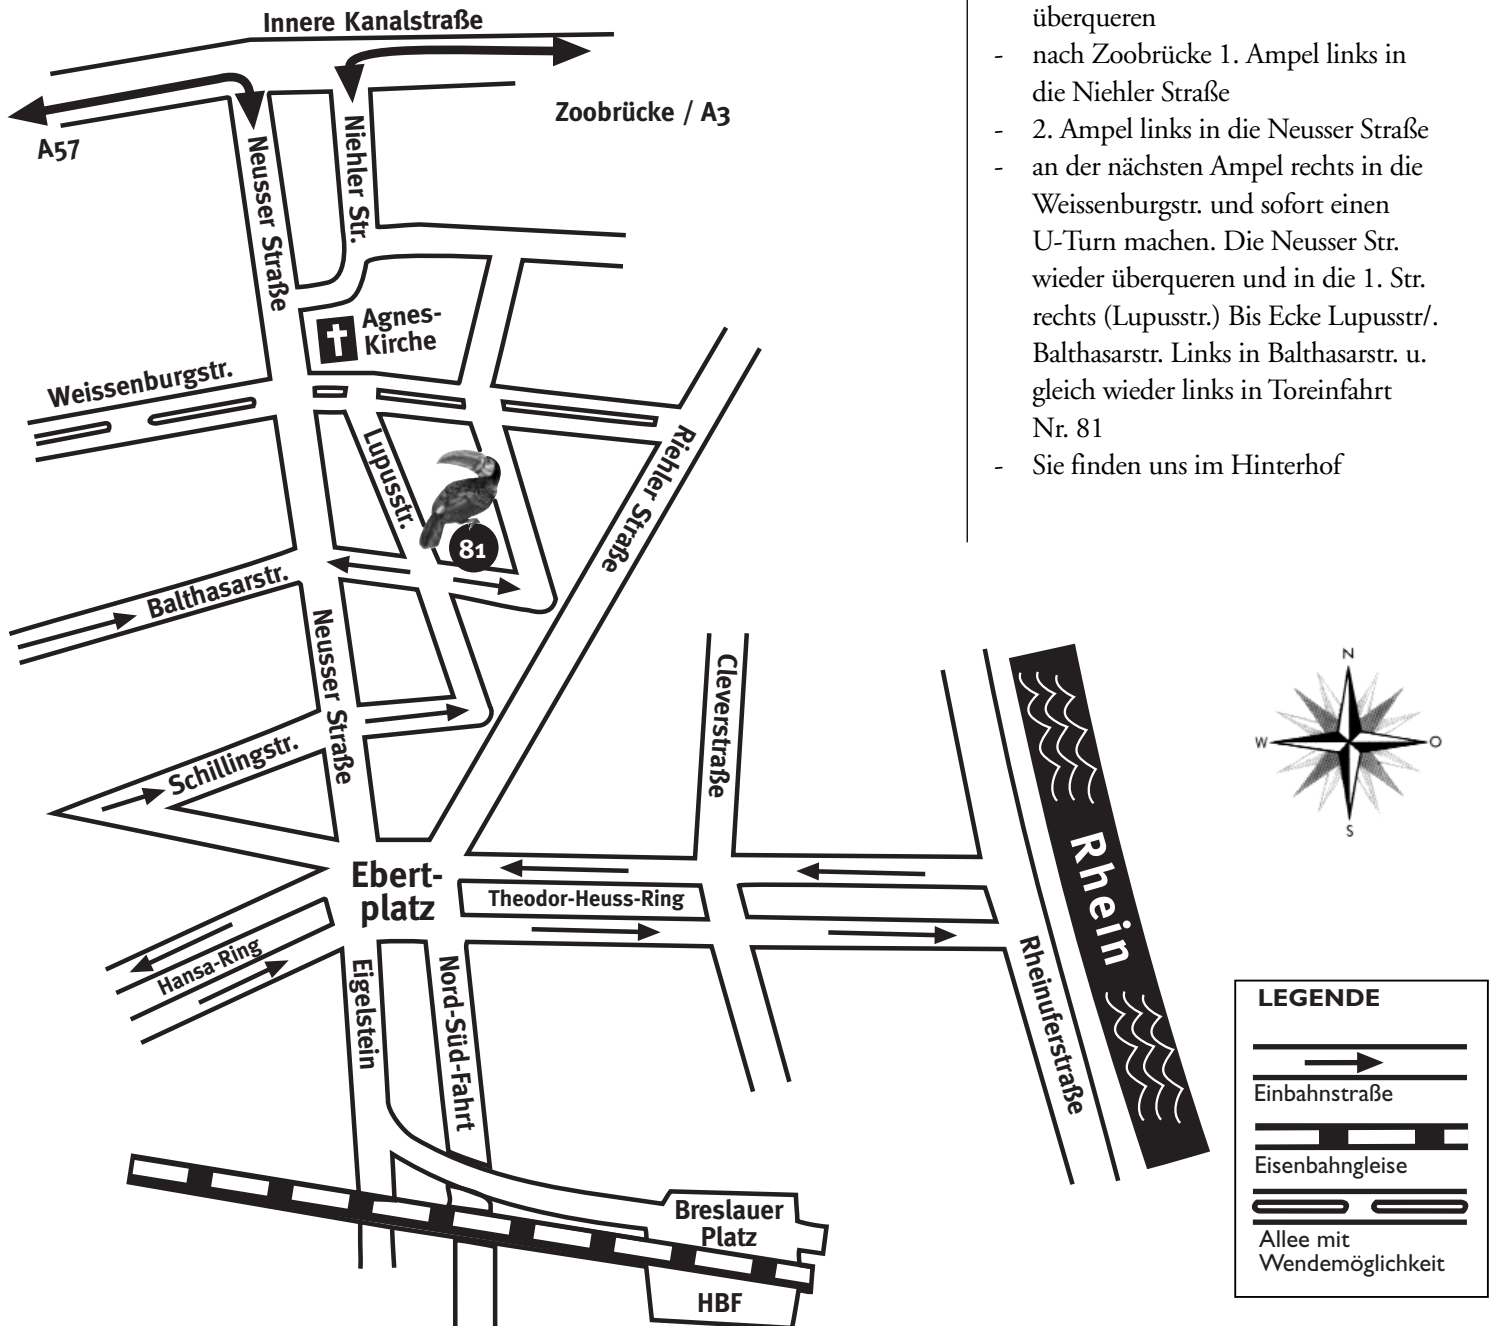 Innere Kanalstraße
Zoobrücke / A3
A57
Neusser Straße
Niehler Str.
Agnes-
Kirche
Weissenburgstr.
Lupusstr.
Riehler Straße
81
Balthasarstr.
Neusser Straße
Schillingstr.
Cleverstraße
Ebert-
platz
Theodor-Heuss-Ring
Hansa-Ring
Eigelstein
Nord-Süd-Fahrt
Rheinuferstraße
Rhein
Breslauer
Platz
HBF
überqueren
- nach Zoobrücke 1. Ampel links in
die Niehler Straße
- 2. Ampel links in die Neusser Straße
- an der nächsten Ampel rechts in die
Weissenburgstr. und sofort einen
U-Turn machen. Die Neusser Str.
wieder überqueren und in die 1. Str.
rechts (Lupusstr.) Bis Ecke Lupusstr/.
Balthasarstr. Links in Balthasarstr. u.
gleich wieder links in Toreinfahrt
Nr. 81
- Sie finden uns im Hinterhof
N
W
O
S
LEGENDE
Einbahnstraße
Eisenbahngleise
Allee mit
Wendemöglichkeit